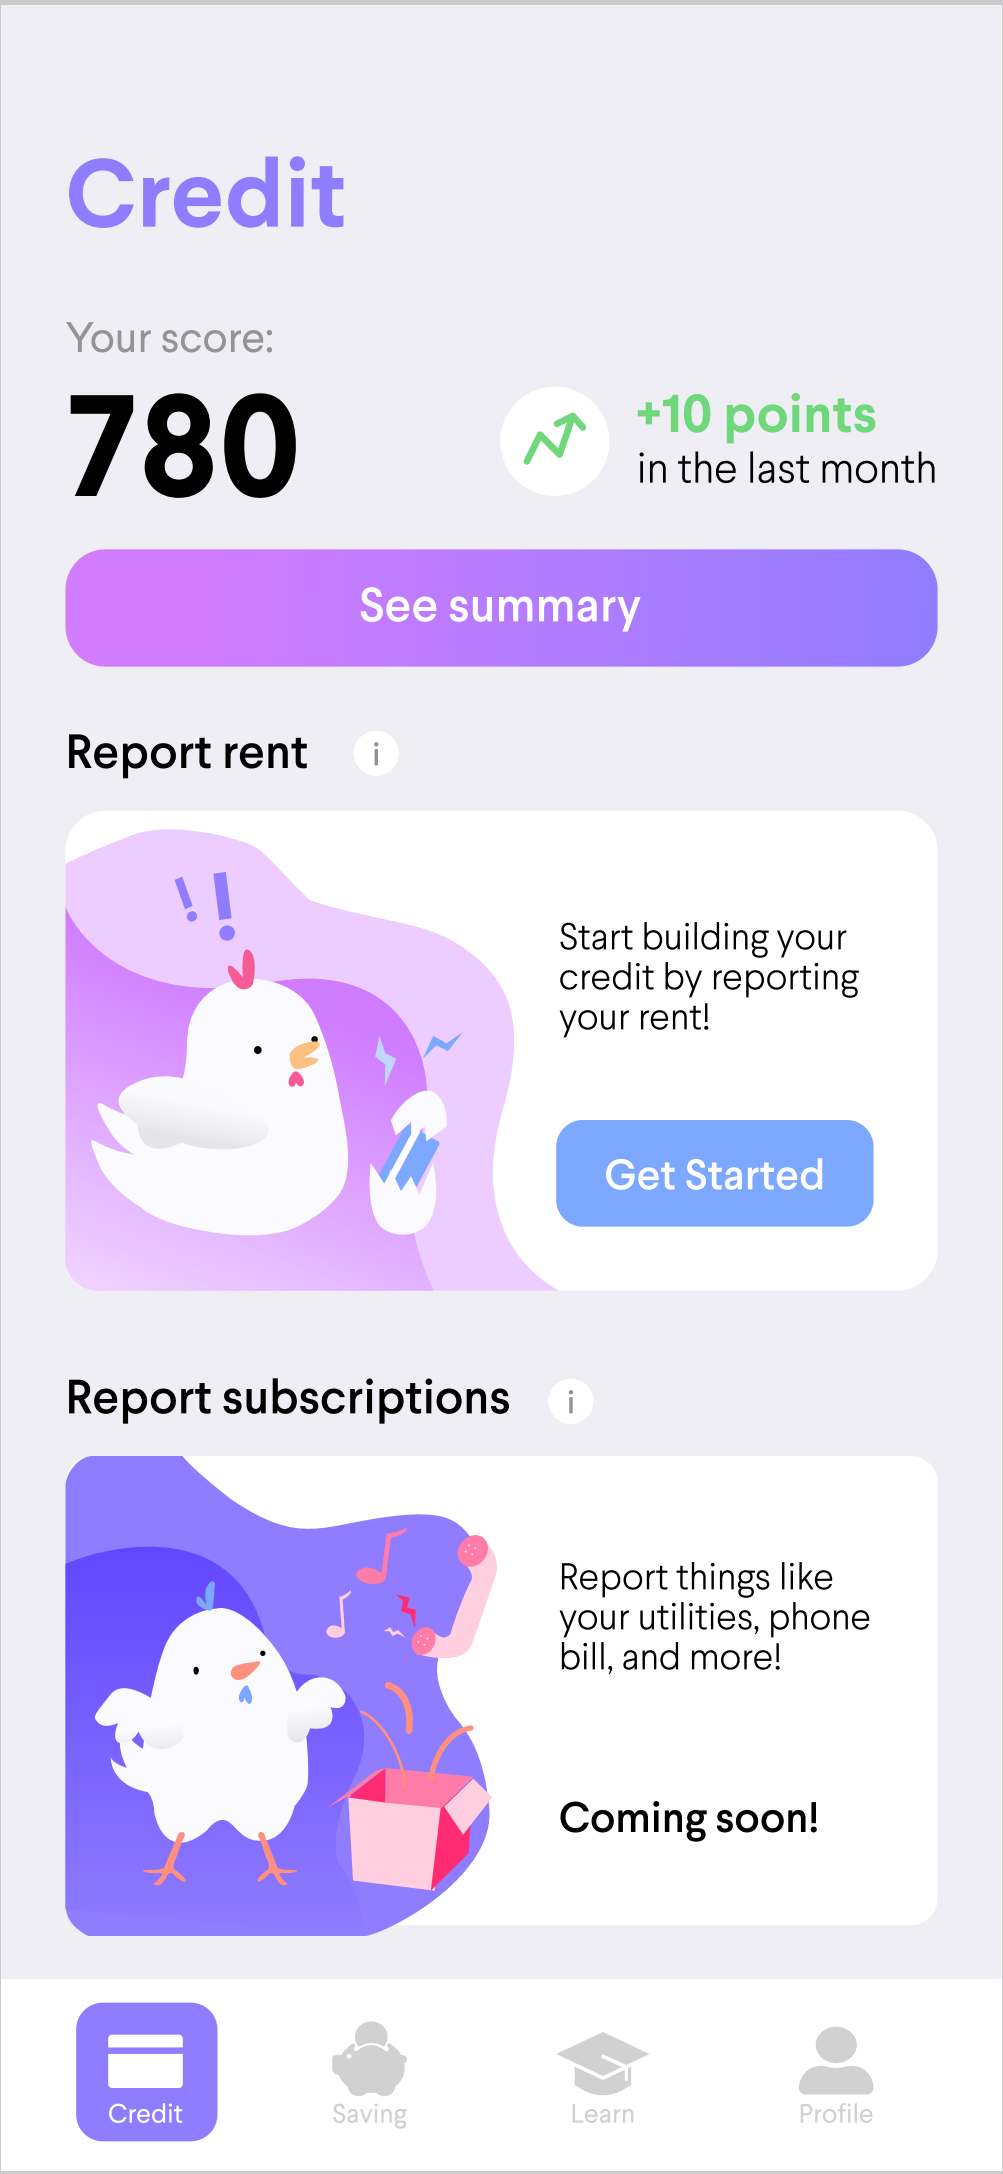 Credit
Your score:
780
+10 points
in the last month
See summary
Report rent
i
!!
Start building your
credit by reporting
your rent!
Get Started
Report subscriptions
i
Report things like
your utilities, phone
bill, and more!
Coming soon!
Credit
Saving
Learn
Profile